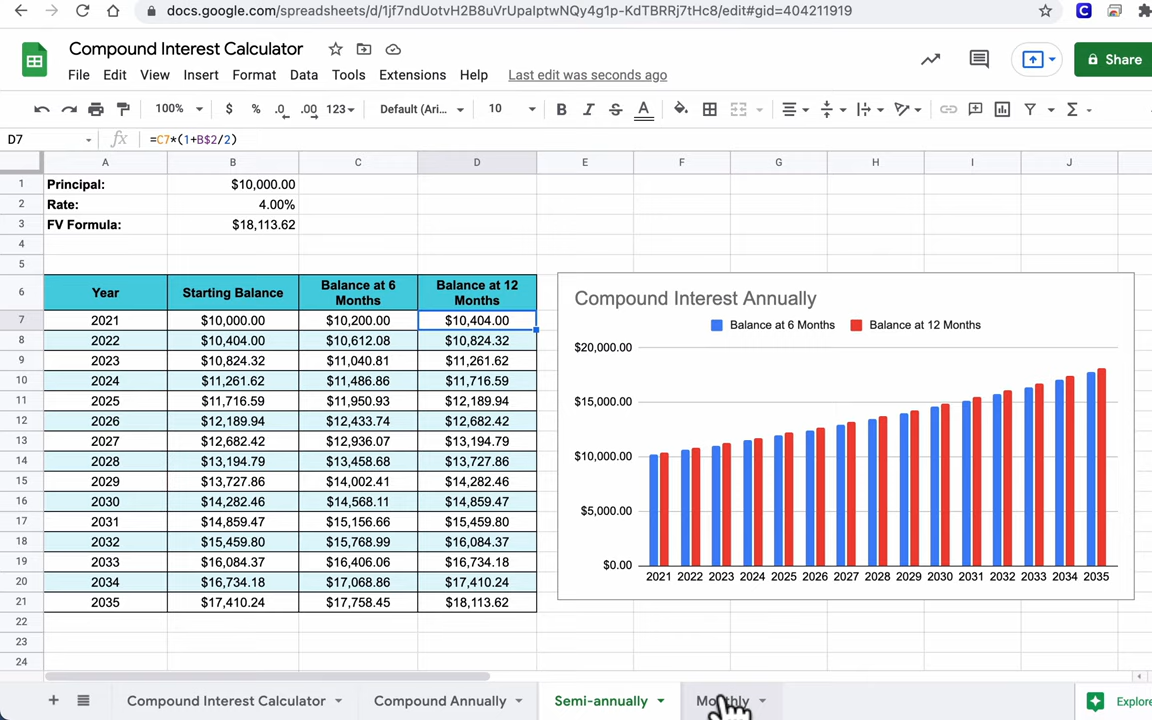 docs.google.com/spreadsheets/d/1jf7ndUotvH2B8uVrUpaIptwNQy4g1p-KdTBRRj7tHc8/edit#gid=404211919
Compound Interest Calculator
File Edit View Insert Format Data Tools Extensions Help Last edit was seconds ago
Share
100% $ % .0 .00 123 Default (Ari... 10 B I S A
D7 fx =C7*(1+B$2/2)
A B C D E F G H I J
1 Principal: $10,000.00
2 Rate: 4.00%
3 FV Formula: $18,113.62
4
5
6 Year Starting Balance Balance at 6 Months Balance at 12 Months
7 2021 $10,000.00 $10,200.00 $10,404.00
8 2022 $10,404.00 $10,612.08 $10,824.32
9 2023 $10,824.32 $11,040.81 $11,261.62
10 2024 $11,261.62 $11,486.86 $11,716.59
11 2025 $11,716.59 $11,950.93 $12,189.94
12 2026 $12,189.94 $12,433.74 $12,682.42
13 2027 $12,682.42 $12,936.07 $13,194.79
14 2028 $13,194.79 $13,458.68 $13,727.86
15 2029 $13,727.86 $14,002.41 $14,282.46
16 2030 $14,282.46 $14,568.11 $14,859.47
17 2031 $14,859.47 $15,156.66 $15,459.80
18 2032 $15,459.80 $15,768.99 $16,084.37
19 2033 $16,084.37 $16,406.06 $16,734.18
20 2034 $16,734.18 $17,068.86 $17,410.24
21 2035 $17,410.24 $17,758.45 $18,113.62
22
23
24
Compound Interest Annually
Balance at 6 Months Balance at 12 Months
$20,000.00
$15,000.00
$10,000.00
$5,000.00
$0.00
2021 2022 2023 2024 2025 2026 2027 2028 2029 2030 2031 2032 2033 2034 2035
Compound Interest Calculator Compound Annually Semi-annually Monthly Explore